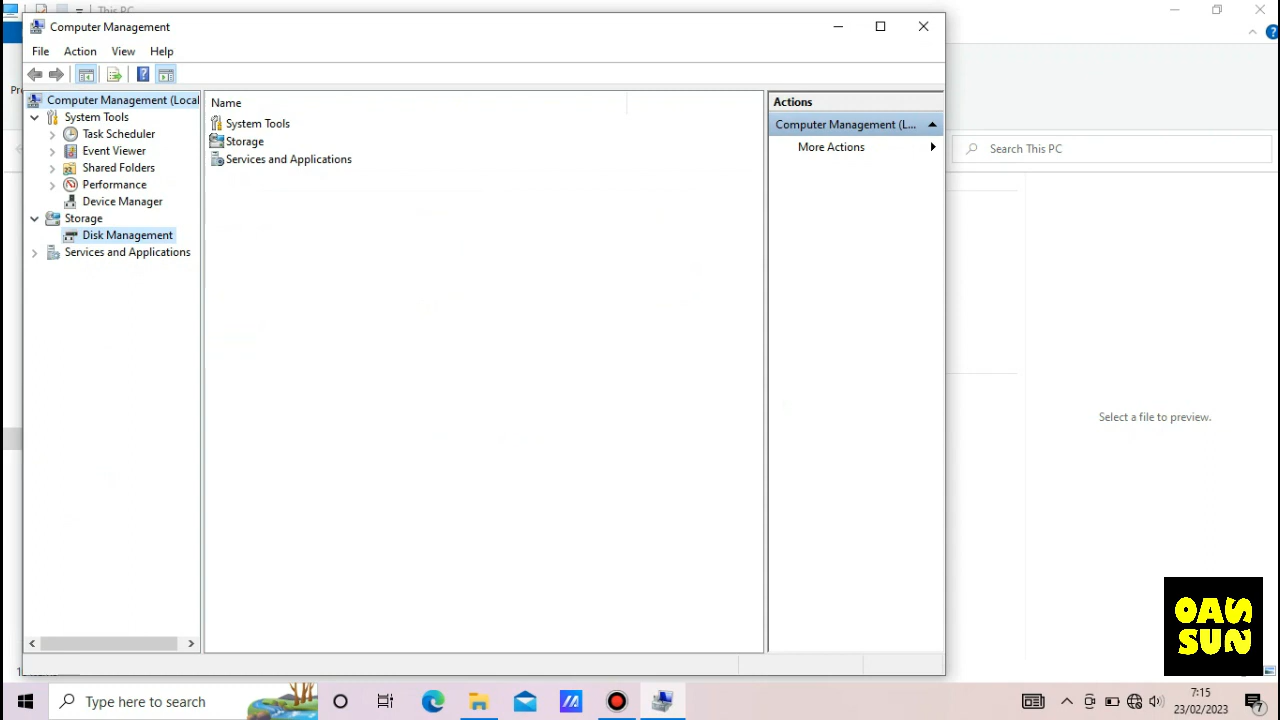 This PC
Computer Management
File Action View Help
Computer Management (Local
System Tools
Task Scheduler
Event Viewer
Shared Folders
Performance
Device Manager
Storage
Disk Management
Services and Applications
Name
System Tools
Storage
Services and Applications
Actions
Computer Management (L...
More Actions
Search This PC
Select a file to preview.
OAS
SUN
Type here to search
7:15
23/02/2023
7